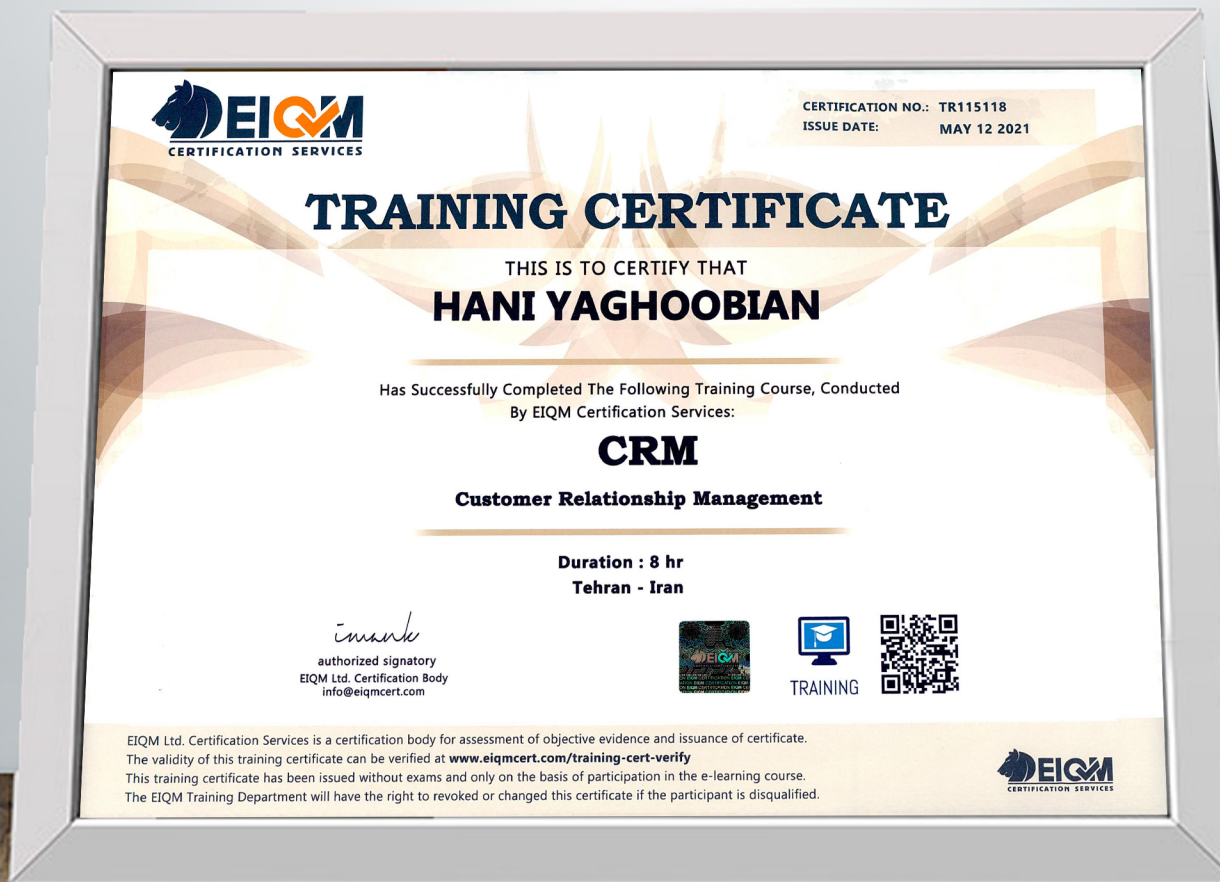 EIQM
CERTIFICATION SERVICES
CERTIFICATION NO.: TR115118
ISSUE DATE: MAY 12 2021
TRAINING CERTIFICATE
THIS IS TO CERTIFY THAT
HANI YAGHOOBIAN
Has Successfully Completed The Following Training Course, Conducted
By EIQM Certification Services:
CRM
Customer Relationship Management
Duration : 8 hr
Tehran - Iran
authorized signatory
EIQM Ltd. Certification Body
info@eiqmcert.com
EIQM
TRAINING
EIQM Ltd. Certification Services is a certification body for assessment of objective evidence and issuance of certificate.
The validity of this training certificate can be verified at www.eiqmcert.com/training-cert-verify
This training certificate has been issued without exams and only on the basis of participation in the e-learning course.
The EIQM Training Department will have the right to revoked or changed this certificate if the participant is disqualified.
EIQM
CERTIFICATION SERVICES